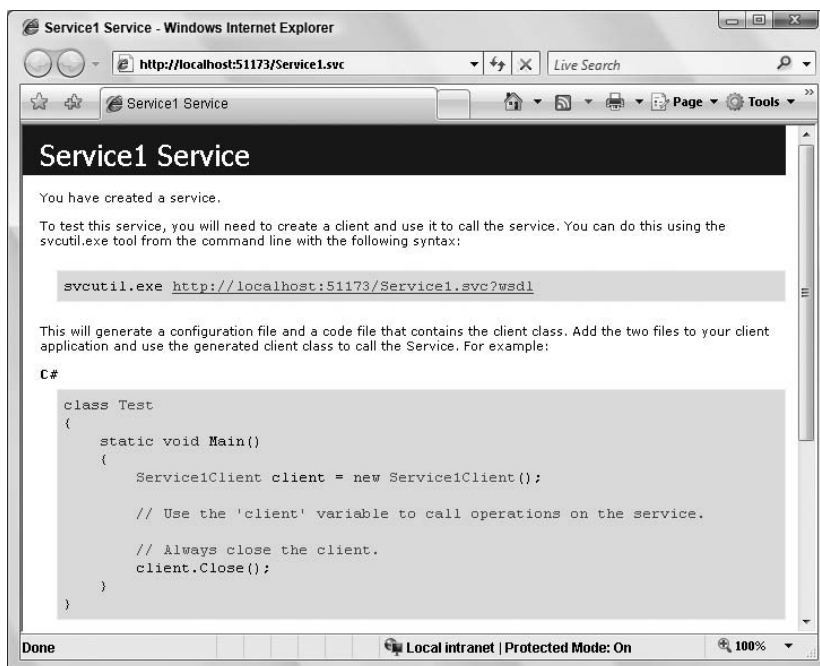 Service1 Service - Windows Internet Explorer
http://localhost:51173/Service1.svc
Live Search
Service1 Service
Page
Tools
Service1 Service
You have created a service.
To test this service, you will need to create a client and use it to call the service. You can do this using the
svcutil.exe tool from the command line with the following syntax:
svcutil.exe http://localhost:51173/Service1.svc?wsdl
This will generate a configuration file and a code file that contains the client class. Add the two files to your client
application and use the generated client class to call the Service. For example:
C#
class Test
{
static void Main()
{
Service1Client client = new Service1Client();
// Use the 'client' variable to call operations on the service.
// Always close the client.
client.Close();
}
}
Done
Local intranet | Protected Mode: On
100%